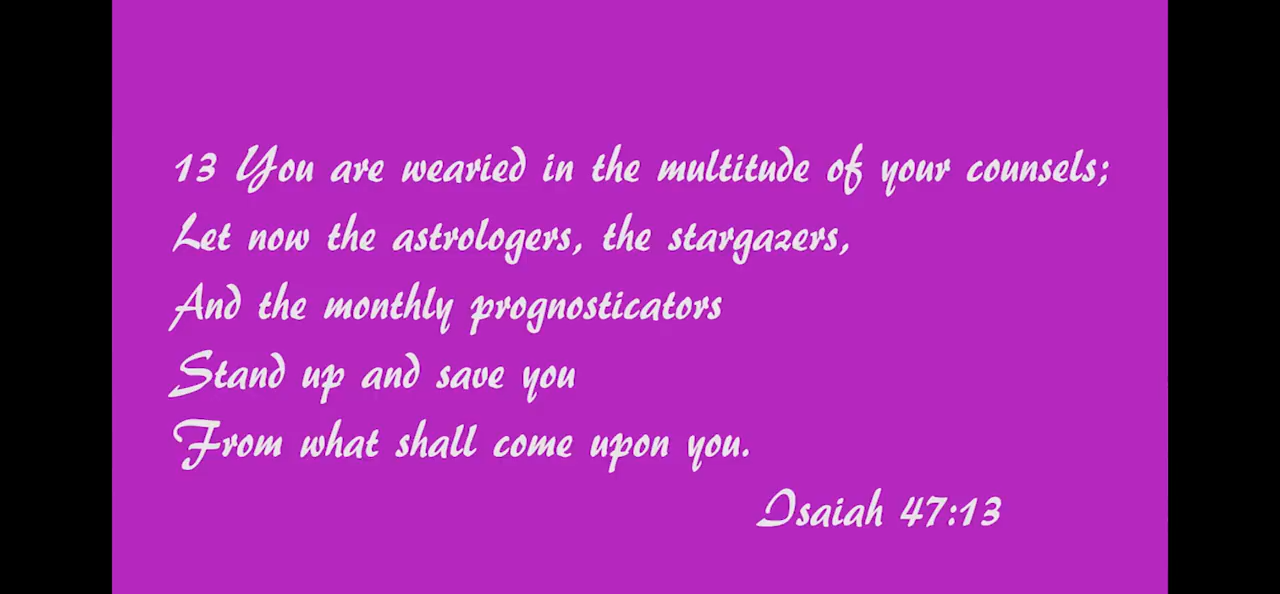 13 You are wearied in the multitude of your counsels;
Let now the astrologers, the stargazers,
And the monthly prognosticators
Stand up and save you
From what shall come upon you.
Isaiah 47:13